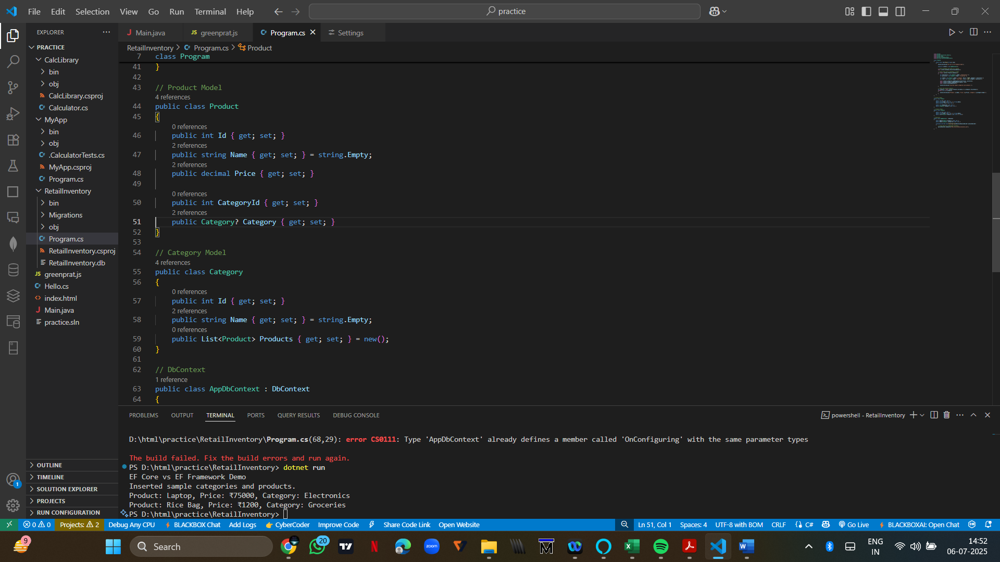 File Edit Selection View Go Run Terminal Help
practice
EXPLORER
PRACTICE
CalcLibrary
bin
obj
CalcLibrary.csproj
Calculator.cs
MyApp
bin
obj
.CalculatorTests.cs
MyApp.csproj
Program.cs
RetailInventory
bin
Migrations
obj
Program.cs
RetailInventory.csproj
RetailInventory.db
JS greenprat.js
Hello.cs
index.html
J Main.java
practice.sln
OUTLINE
TIMELINE
SOLUTION EXPLORER
PROJECTS
RUN CONFIGURATION
J Main.java JS greenprat.js Program.cs Settings
RetailInventory > Program.cs > Product
7 class Program
41 }
42
43 // Product Model
4 references
44 public class Product
45 {
0 references
46 public int Id { get; set; }
2 references
47 public string Name { get; set; } = string.Empty;
2 references
48 public decimal Price { get; set; }
49
0 references
50 public int CategoryId { get; set; }
2 references
51 public Category? Category { get; set; }
52 }
53
54 // Category Model
4 references
55 public class Category
56 {
0 references
57 public int Id { get; set; }
2 references
58 public string Name { get; set; } = string.Empty;
0 references
59 public List<Product> Products { get; set; } = new();
60 }
61
62 // DbContext
1 reference
63 public class AppDbContext : DbContext
64 {
PROBLEMS OUTPUT TERMINAL PORTS QUERY RESULTS DEBUG CONSOLE
powershell - RetailInventory
D:\html\practice\RetailInventory\Program.cs(68,29): error CS0111: Type 'AppDbContext' already defines a member called 'OnConfiguring' with the same parameter types
The build failed. Fix the build errors and run again.
PS D:\html\practice\RetailInventory> dotnet run
EF Core vs EF Framework Demo
Inserted sample categories and products.
Product: Laptop, Price: ₹75000, Category: Electronics
Product: Rice Bag, Price: ₹1200, Category: Groceries
PS D:\html\practice\RetailInventory>
1
0 0 Projects: 2 Debug Any CPU BLACKBOX Chat Add Logs CyberCoder Improve Code Share Code Link Open Website
Ln 51, Col 1 Spaces: 4 UTF-8 with BOM CRLF {} C# Go Live BLACKBOXAI: Open Chat
9
Search
20
zoom
ENG
IN
14:52
06-07-2025